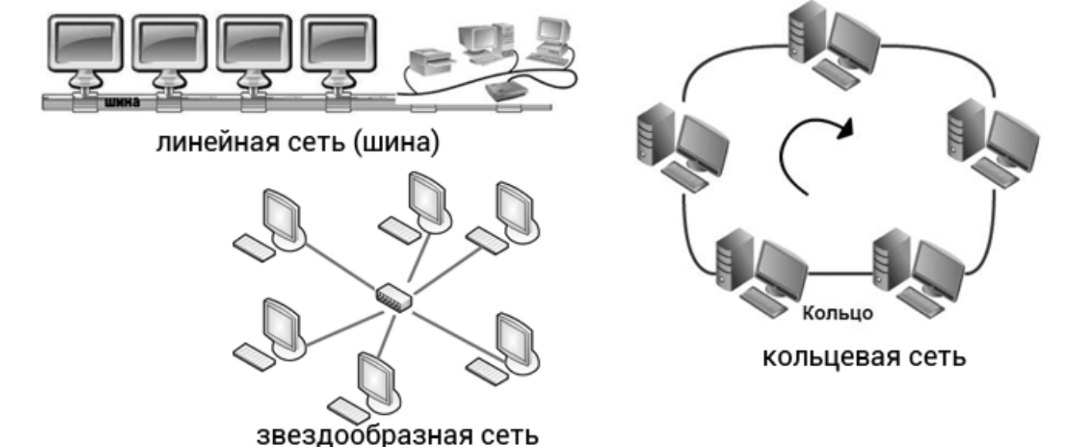 шина
линейная сеть (шина)
звездообразная сеть
Кольцо
кольцевая сеть